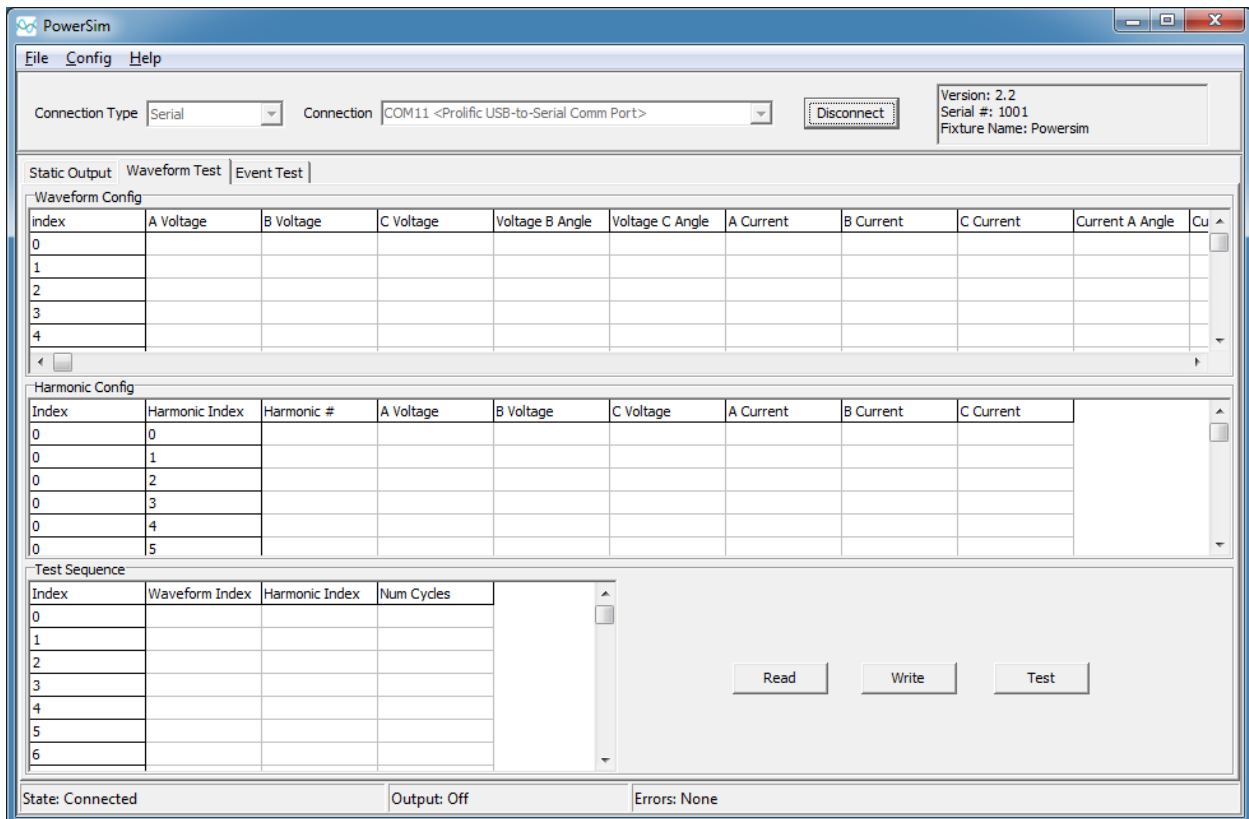 PowerSim
File Config Help
Connection Type Serial Connection COM11 <Prolific USB-to-Serial Comm Port> Disconnect
Version: 2.2
Serial #: 1001
Fixture Name: Powersim
Static Output Waveform Test Event Test
Waveform Config
index A Voltage B Voltage C Voltage Voltage B Angle Voltage C Angle A Current B Current C Current Current A Angle Cu
0
1
2
3
4
Harmonic Config
Index Harmonic Index Harmonic # A Voltage B Voltage C Voltage A Current B Current C Current
0 0
0 1
0 2
0 3
0 4
0 5
Test Sequence
Index Waveform Index Harmonic Index Num Cycles
0
1
2
3
4
5
6
Read Write Test
State: Connected Output: Off Errors: None